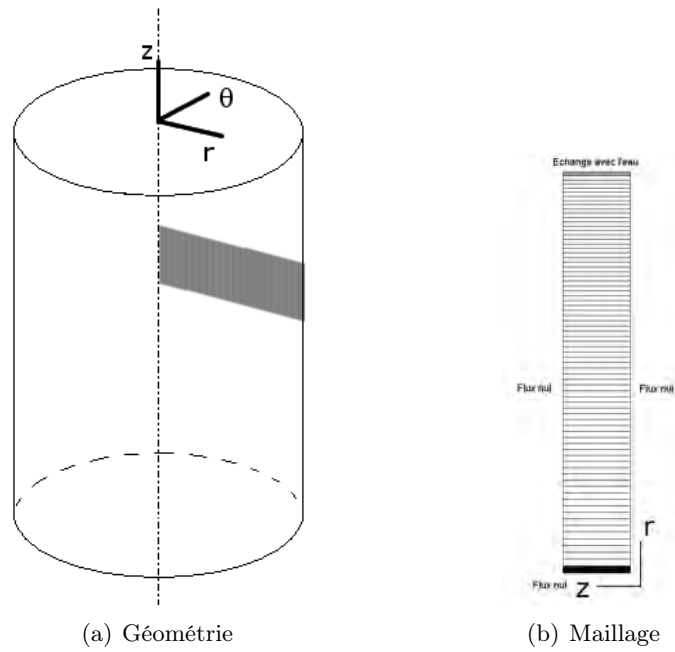 z
θ
r
Echange avec l'eau
Flux nul
Flux nul
r
Flux nul
z
(a) Géométrie
(b) Maillage